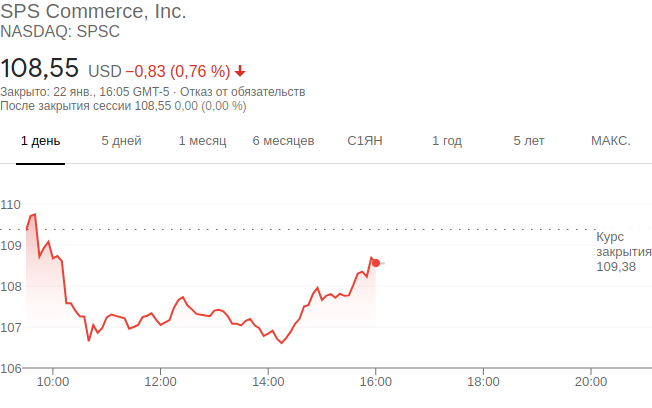 SPS Commerce, Inc.
NASDAQ: SPSC
108,55 USD −0,83 (0,76 %)
Закрыто: 22 янв., 16:05 GMT-5 · Отказ от обязательств
После закрытия сессии 108,55 0,00 (0,00 %)
1 день 5 дней 1 месяц 6 месяцев С1ЯН 1 год 5 лет МАКС.
110
109
108
107
106
Курс
закрытия
109,38
10:00 12:00 14:00 16:00 18:00 20:00